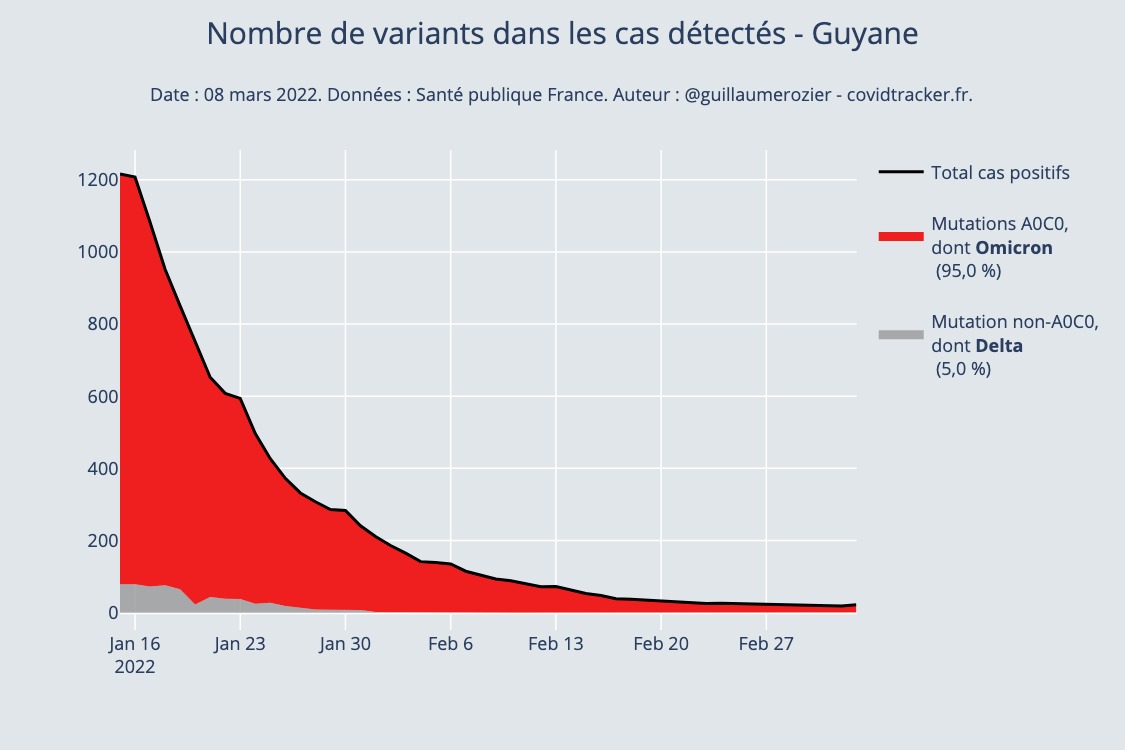 Nombre de variants dans les cas détectés - Guyane
Date : 08 mars 2022. Données : Santé publique France. Auteur : @guillaumerozier - covidtracker.fr.
1200
1000
800
600
400
200
0
Jan 16
2022
Jan 23
Jan 30
Feb 6
Feb 13
Feb 20
Feb 27
Total cas positifs
Mutations A0C0,
dont Omicron
(95,0 %)
Mutation non-A0C0,
dont Delta
(5,0 %)